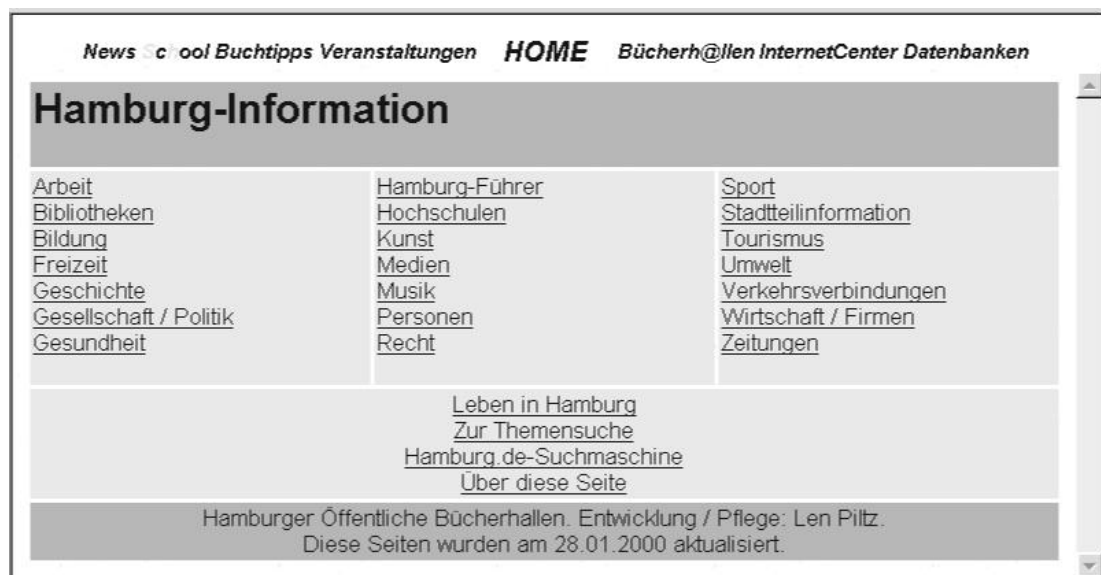 News School Buchtipps Veranstaltungen HOME Bücherh@llen InternetCenter Datenbanken
Hamburg-Information
Arbeit
Bibliotheken
Bildung
Freizeit
Geschichte
Gesellschaft / Politik
Gesundheit
Hamburg-Führer
Hochschulen
Kunst
Medien
Musik
Personen
Recht
Sport
Stadtteilinformation
Tourismus
Umwelt
Verkehrsverbindungen
Wirtschaft / Firmen
Zeitungen
Leben in Hamburg
Zur Themensuche
Hamburg.de-Suchmaschine
Über diese Seite
Hamburger Öffentliche Bücherhallen. Entwicklung / Pflege: Len Piltz.
Diese Seiten wurden am 28.01.2000 aktualisiert.